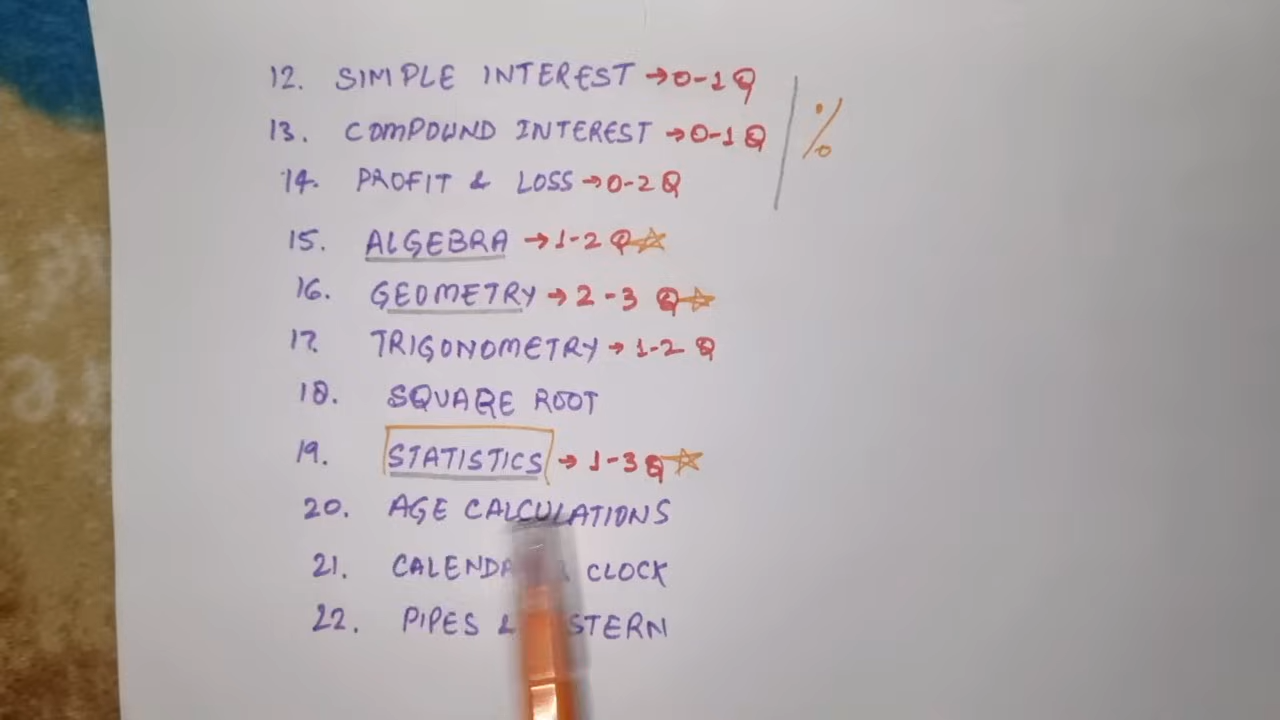 12. SIMPLE INTEREST →0-1 Q
13. COMPOUND INTEREST →0-1 Q
%
14. PROFIT & LOSS →0-2 Q
15. ALGEBRA →1-2 Q ☆
16. GEOMETRY → 2-3 Q ☆
17. TRIGONOMETRY → 1-2 Q
18. SQUARE ROOT
19. STATISTICS → 1-3 Q ☆
20. AGE CALCULATIONS
21. CLOCK
22. PIPES &